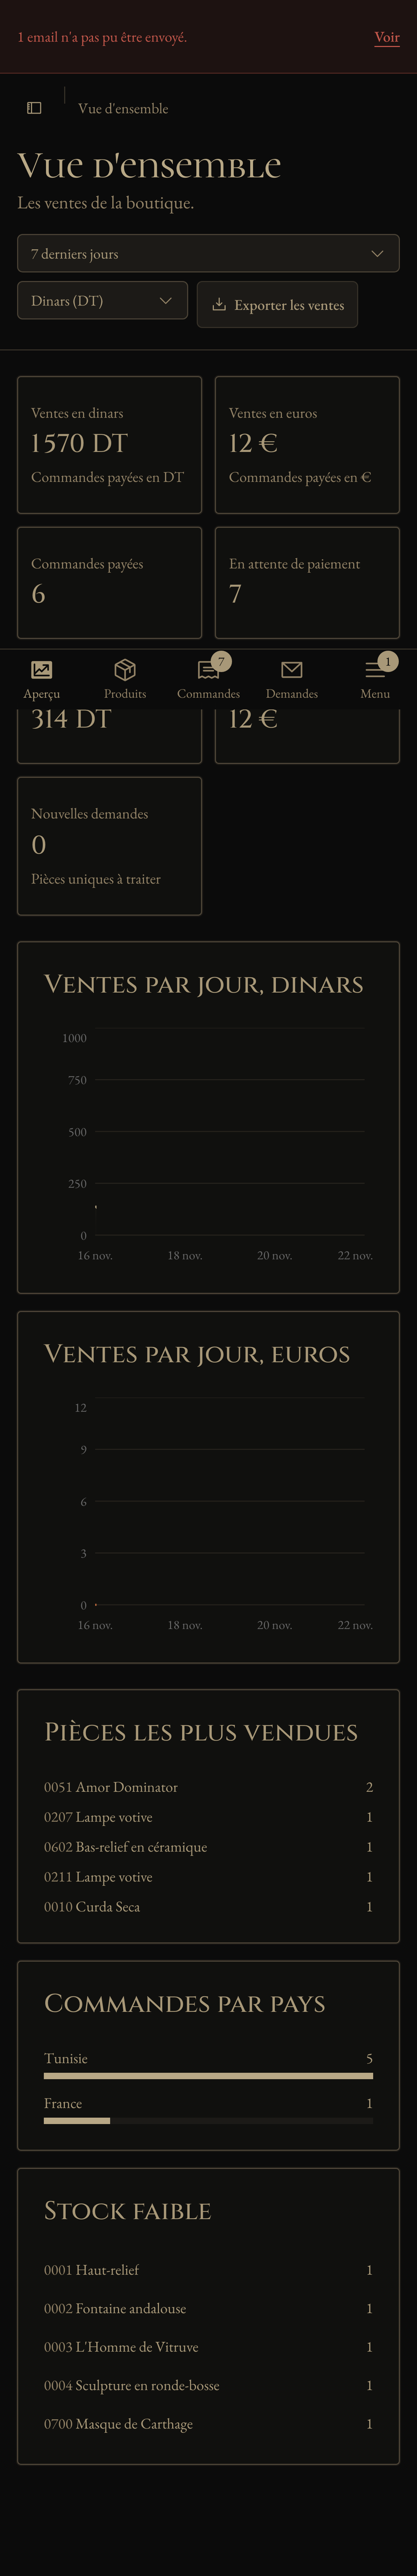 1 email n'a pas pu être envoyé.
Voir
Vue d'ensemble
Vue d'ensemble
Les ventes de la boutique.
7 derniers jours
Dinars (DT)
Exporter les ventes
Ventes en dinars
1 570 DT
Commandes payées en DT
Ventes en euros
12 €
Commandes payées en €
Commandes payées
6
En attente de paiement
7
7
1
Aperçu
Produits
Commandes
Demandes
Menu
314 DT
12 €
Nouvelles demandes
0
Pièces uniques à traiter
Ventes par jour, dinars
1000
750
500
250
0
16 nov.
18 nov.
20 nov.
22 nov.
Ventes par jour, euros
12
9
6
3
0
16 nov.
18 nov.
20 nov.
22 nov.
Pièces les plus vendues
0051 Amor Dominator 2
0207 Lampe votive 1
0602 Bas-relief en céramique 1
0211 Lampe votive 1
0010 Curda Seca 1
Commandes par pays
Tunisie 5
France 1
Stock faible
0001 Haut-relief 1
0002 Fontaine andalouse 1
0003 L'Homme de Vitruve 1
0004 Sculpture en ronde-bosse 1
0700 Masque de Carthage 1